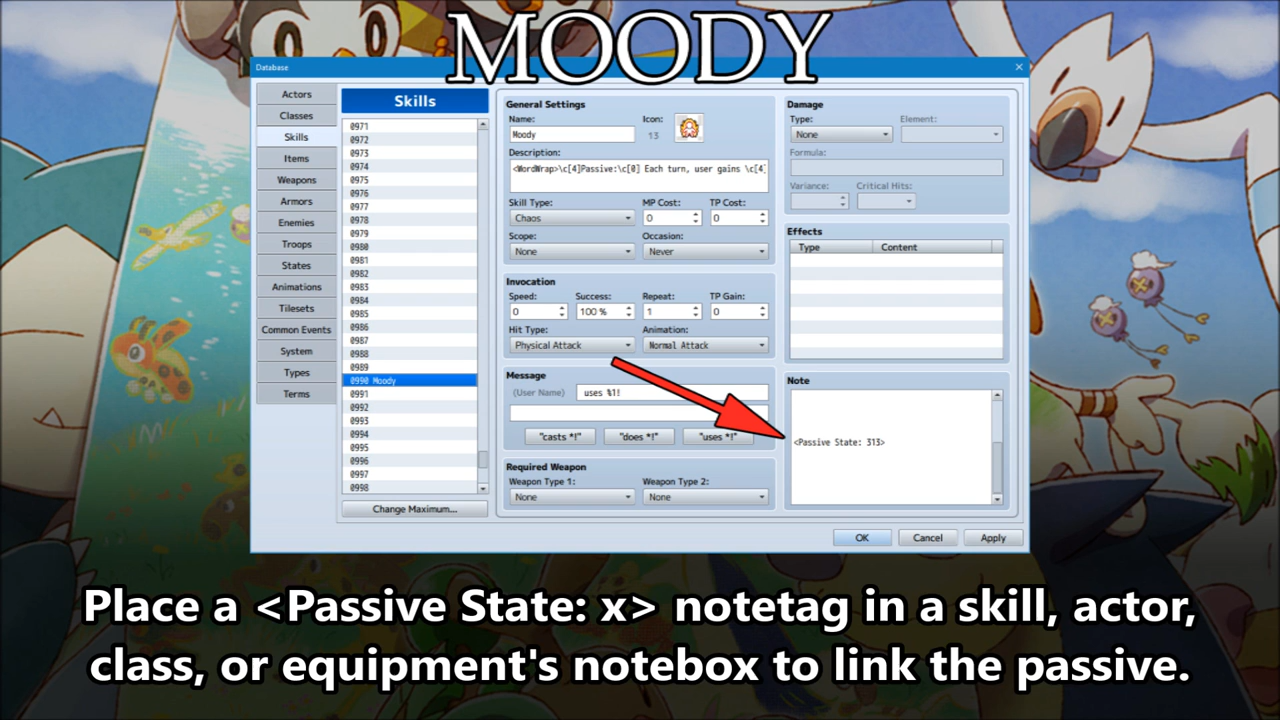 MOODY
Database
Actors
Classes
Skills
Items
Weapons
Armors
Enemies
Troops
States
Animations
Tilesets
Common Events
System
Types
Terms
Skills
0971
0972
0973
0974
0975
0976
0977
0978
0979
0980
0981
0982
0983
0984
0985
0986
0987
0988
0989
0990 Moody
0991
0992
0993
0994
0995
0996
0997
0998
Change Maximum...
General Settings
Name:
Icon:
Moody
13
Description:
<WordWrap>\c[4]Passive:\c[0] Each turn, user gains \c[4]
Skill Type:
MP Cost:
TP Cost:
Chaos
0
0
Scope:
Occasion:
None
Never
Invocation
Speed:
Success:
Repeat:
TP Gain:
0
100 %
1
0
Hit Type:
Animation:
Physical Attack
Normal Attack
Message
(User Name)
uses %1!
"casts *!"
"does *!"
"uses *!"
Required Weapon
Weapon Type 1:
Weapon Type 2:
None
None
Damage
Type:
Element:
None
Formula:
Variance:
Critical Hits:
Effects
Type
Content
Note
<Passive State: 313>
OK
Cancel
Apply
Place a <Passive State: x> notetag in a skill, actor,
class, or equipment's notebox to link the passive.